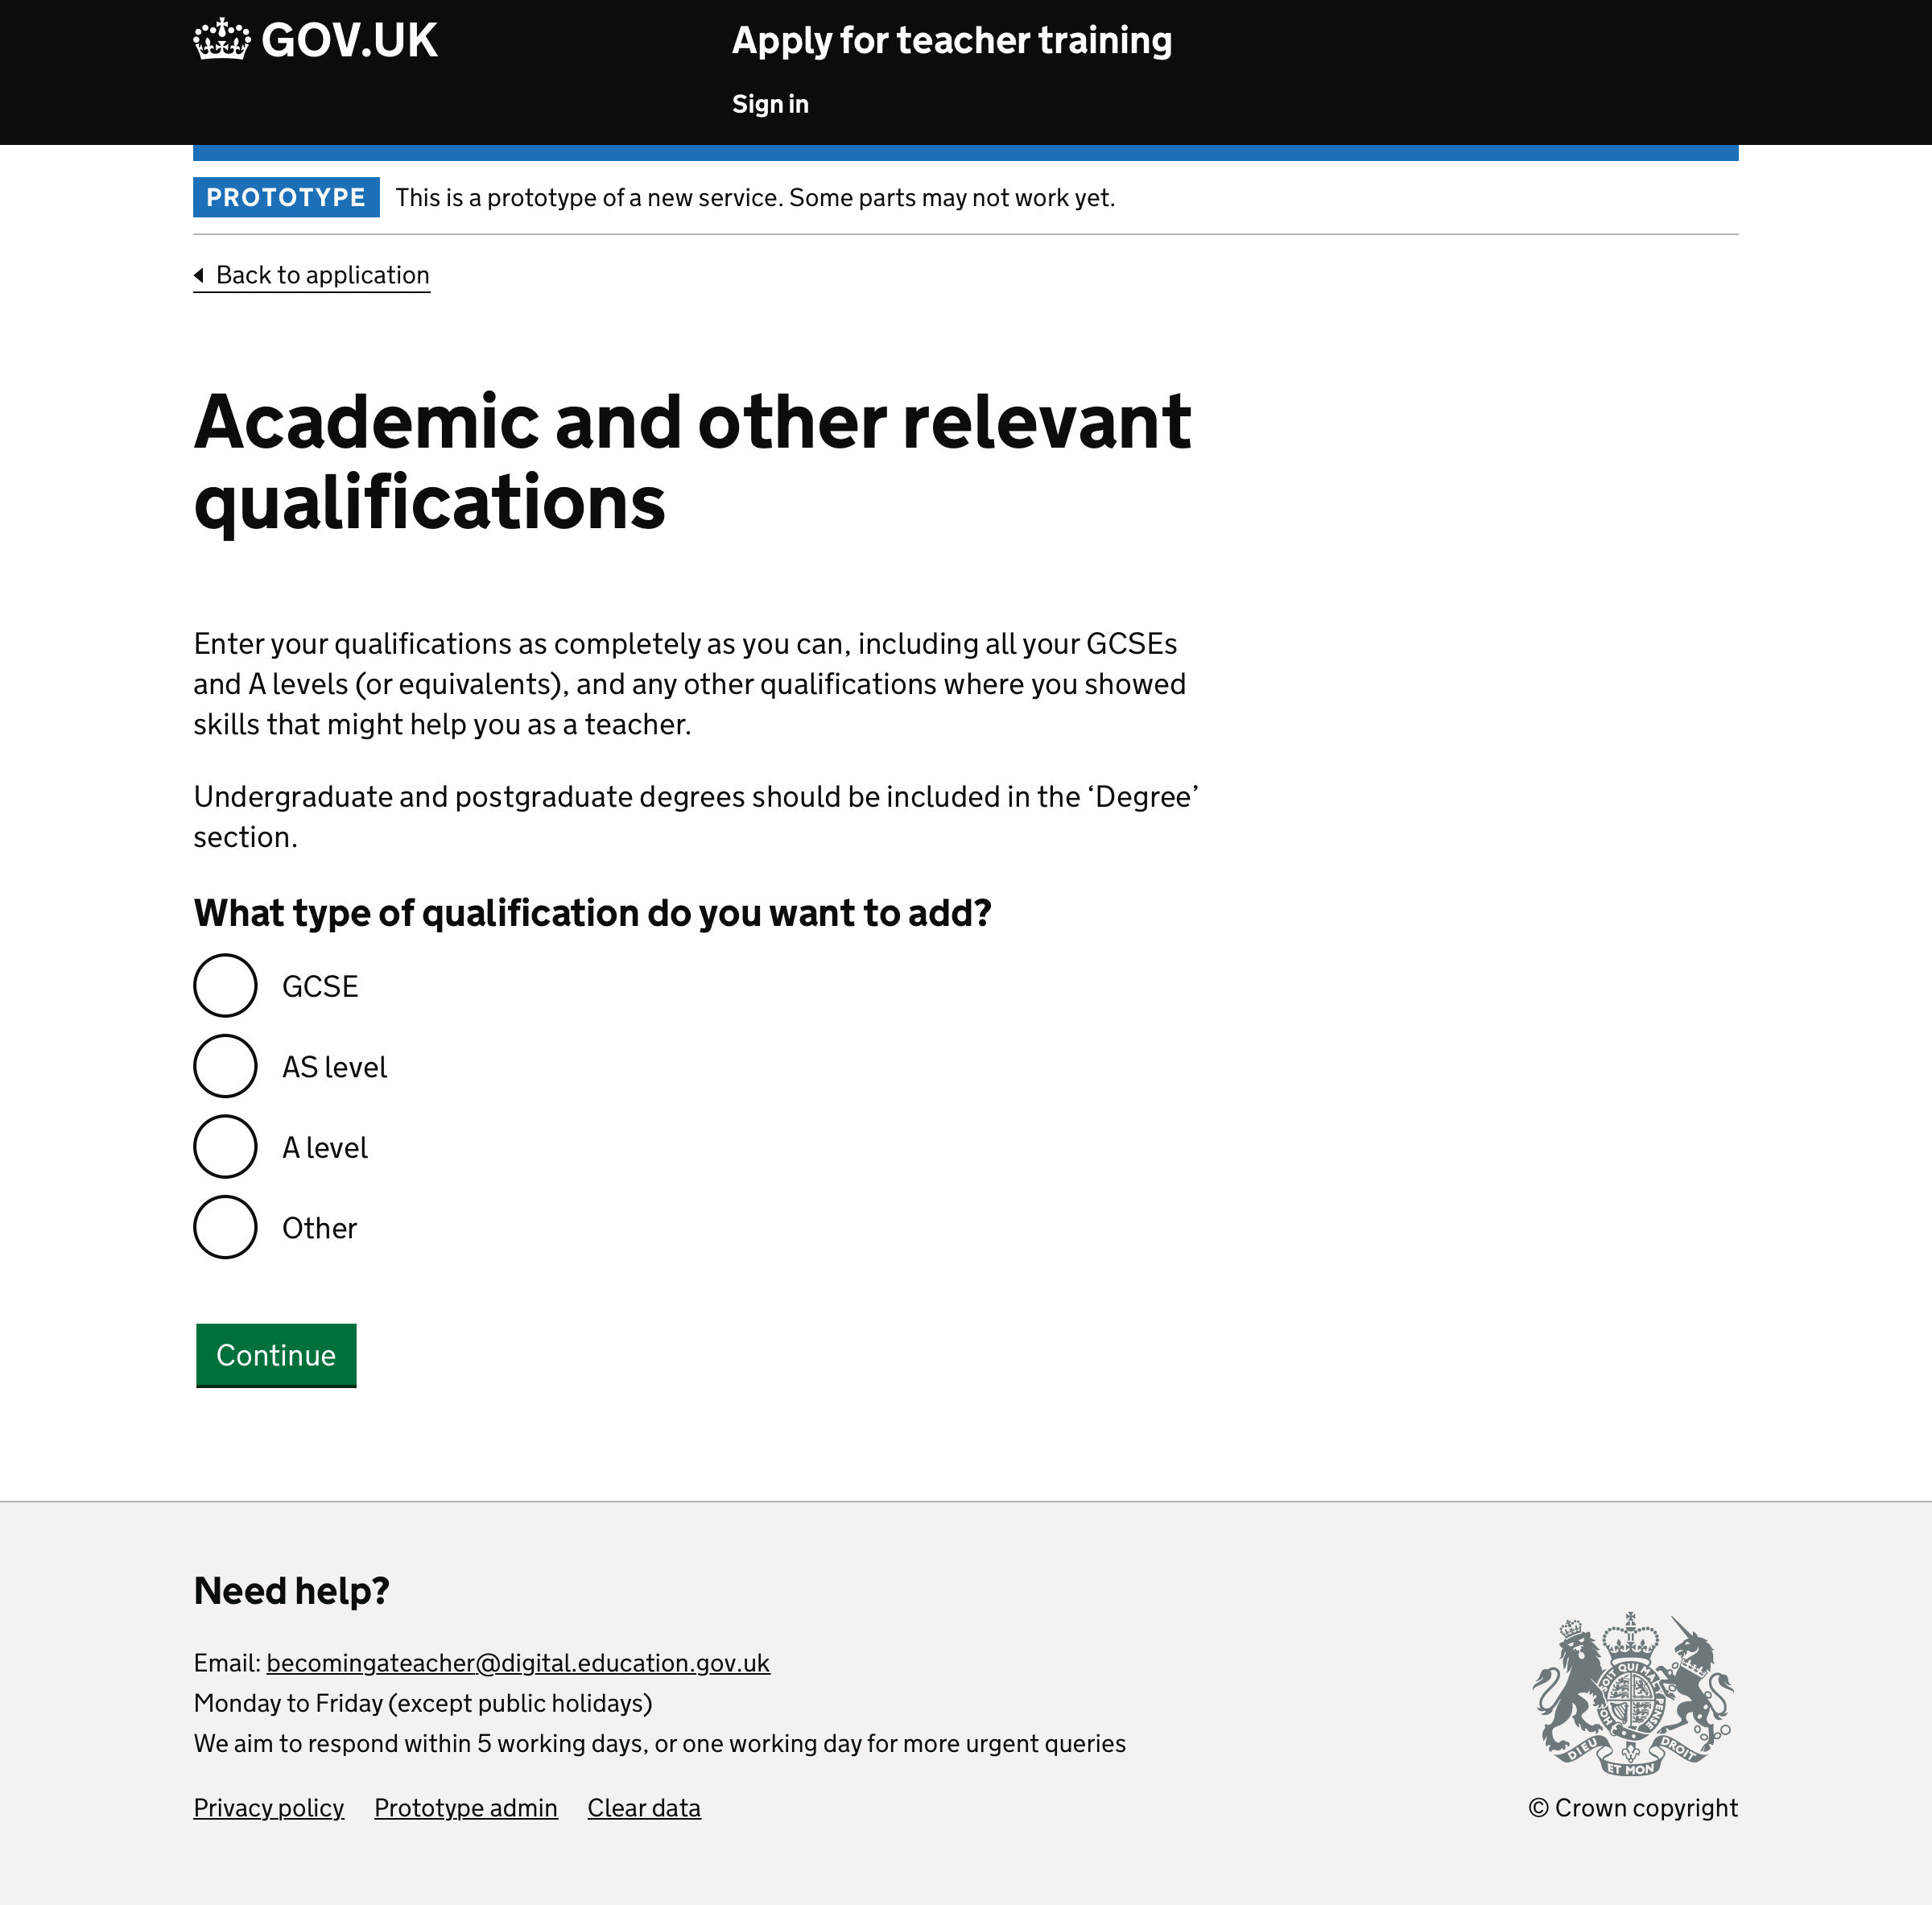 GOV.UK
Apply for teacher training
Sign in
PROTOTYPE This is a prototype of a new service. Some parts may not work yet.
Back to application
Academic and other relevant
qualifications
Enter your qualifications as completely as you can, including all your GCSEs
and A levels (or equivalents), and any other qualifications where you showed
skills that might help you as a teacher.
Undergraduate and postgraduate degrees should be included in the ‘Degree’
section.
What type of qualification do you want to add?
GCSE
AS level
A level
Other
Continue
Need help?
Email: becomingateacher@digital.education.gov.uk
Monday to Friday (except public holidays)
We aim to respond within 5 working days, or one working day for more urgent queries
Privacy policy Prototype admin Clear data
DIEU ET MON DROIT
© Crown copyright